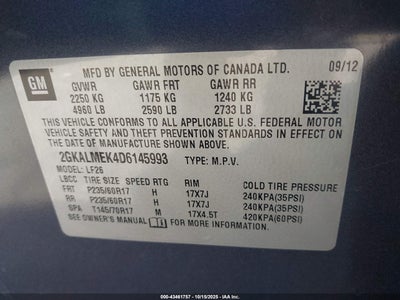 GM
MFD BY GENERAL MOTORS OF CANADA LTD.
09/12
GVWR GAWR FRT GAWR RR
2250 KG 1175 KG 1240 KG
4960 LB 2590 LB 2733 LB
THIS VEHICLE CONFORMS TO ALL APPLICABLE U.S. FEDERAL MOTOR
VEHICLE SAFETY, BUMPER, AND THEFT PREVENTION STANDARDS IN
EFFECT ON THE DATE OF MANUFACTURE SHOWN ABOVE.
2GKALMEK4D6145993 TYPE: M.P.V.
MODEL: LF26
LBCC TIRE SIZE SPEED RTG RIM COLD TIRE PRESSURE
FRT P235/60R17 H 17X7J 240KPA(35PSI)
RR P235/60R17 H 17X7J 240KPA(35PSI)
SPA T145/70R17 M 17X4.5T 420KPA(60PSI)
SEE OWNER'S MANUAL FOR ADDITIONAL INFORMATION
000-43461757 - 10/15/2025 - IAA Inc.